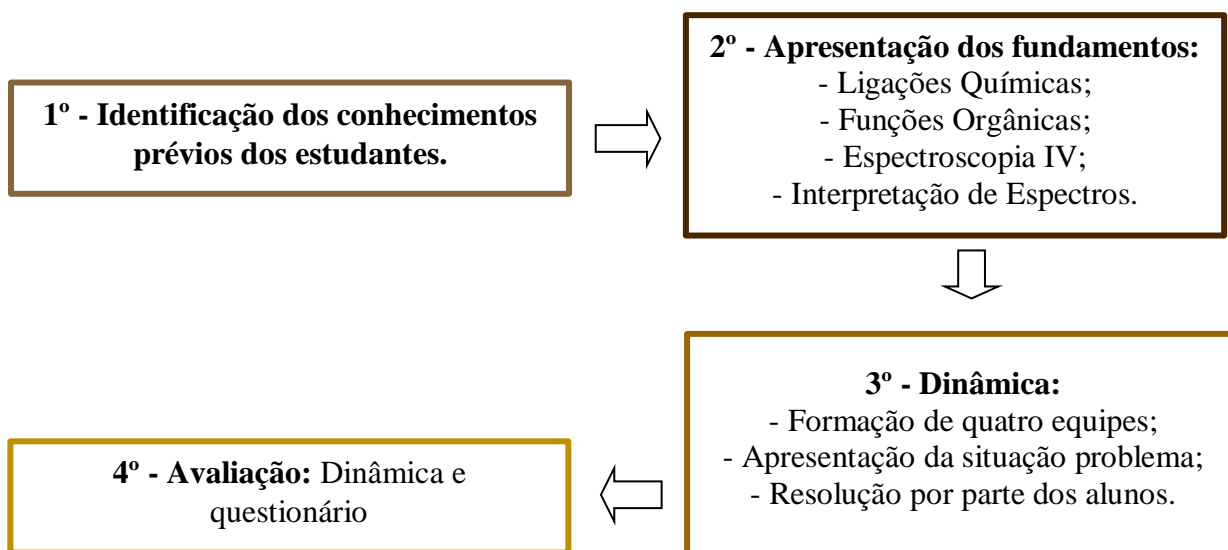 1º - Identificação dos conhecimentos
prévios dos estudantes.
2º - Apresentação dos fundamentos:
- Ligações Químicas;
- Funções Orgânicas;
- Espectroscopia IV;
- Interpretação de Espectros.
3º - Dinâmica:
- Formação de quatro equipes;
- Apresentação da situação problema;
- Resolução por parte dos alunos.
4º - Avaliação: Dinâmica e
questionário